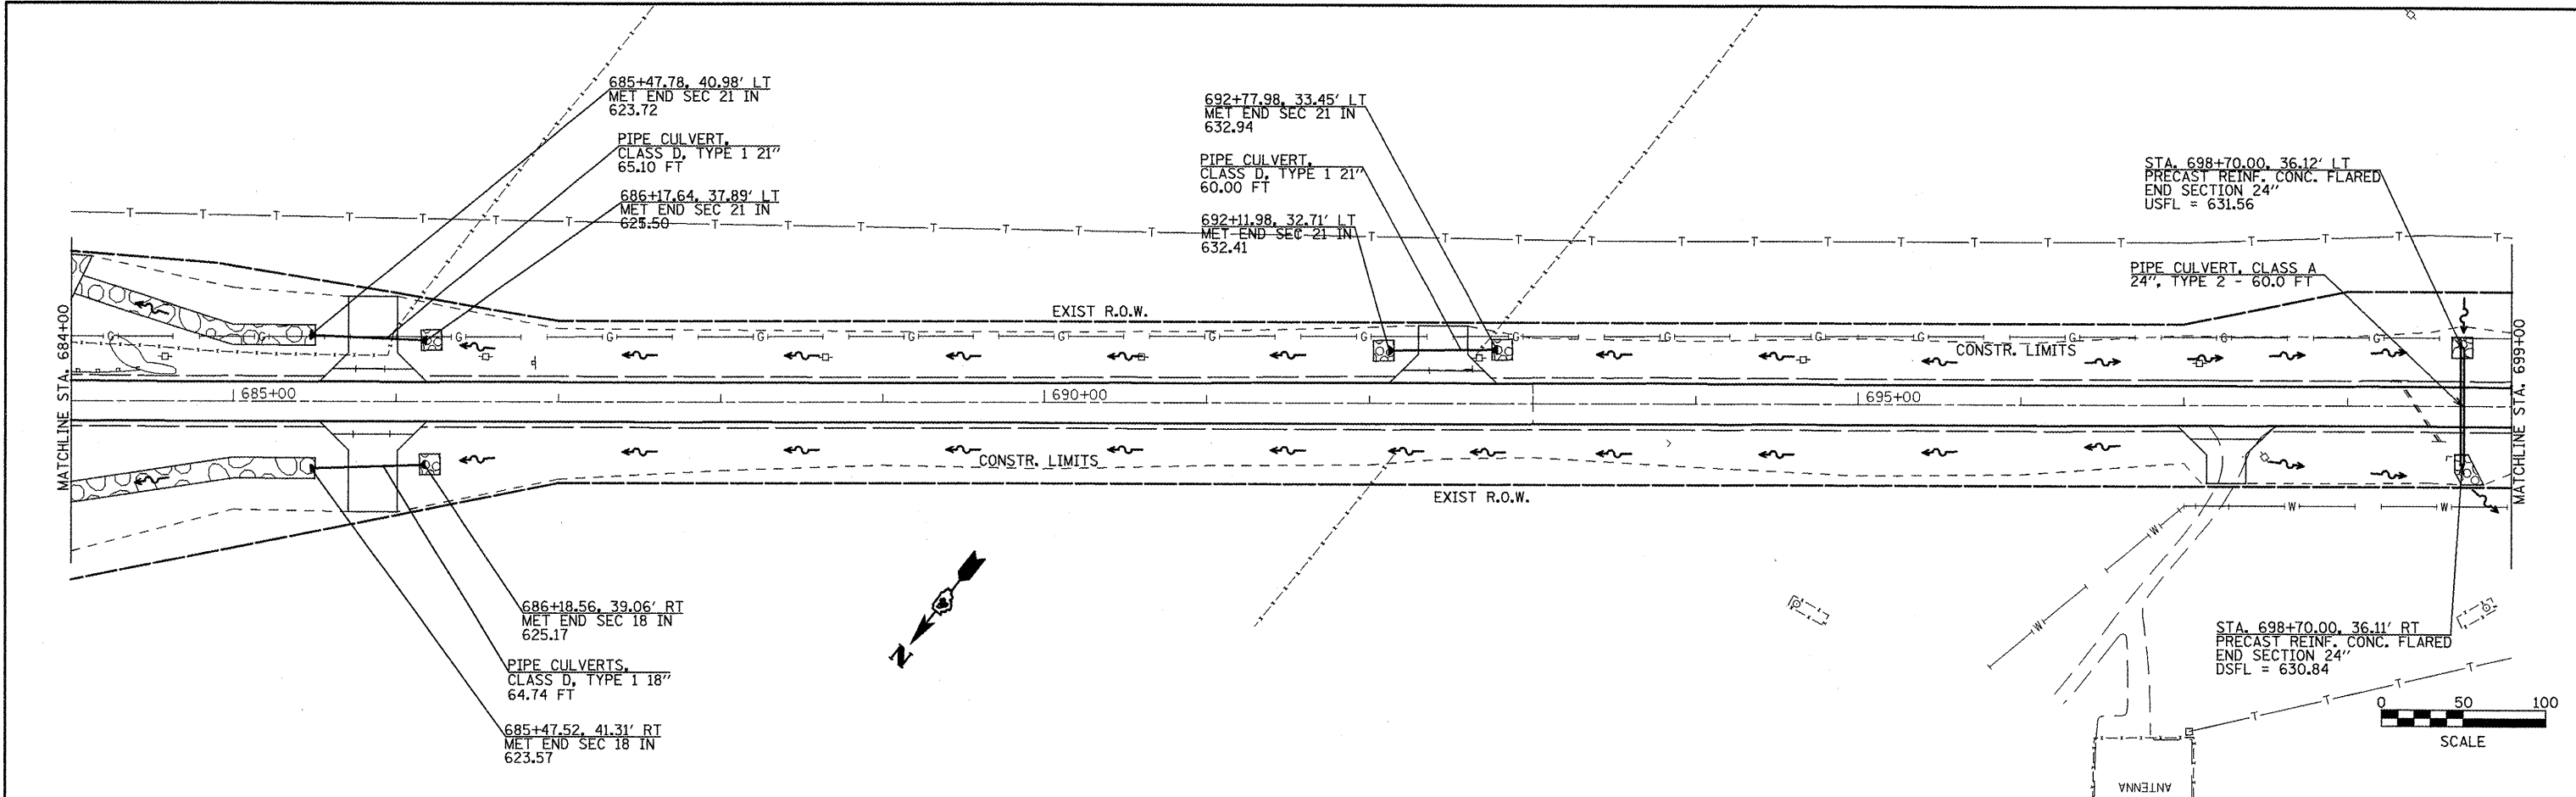 685+47.78, 40.98' LT
MET END SEC 21 IN
623.72
PIPE CULVERT,
CLASS D, TYPE 1 21"
65.10 FT
686+17.64, 37.89' LT
MET END SEC 21 IN
625.50
692+77.98, 33.45' LT
MET END SEC 21 IN
632.94
PIPE CULVERT,
CLASS D, TYPE 1 21"
60.00 FT
692+11.98, 32.71' LT
MET END SEC 21 IN
632.41
STA. 698+70.00, 36.12' LT
PRECAST REINF. CONC. FLARED
END SECTION 24"
USFL = 631.56
PIPE CULVERT, CLASS A
24", TYPE 2 - 60.0 FT
T T T T T T T T T T T T T T T T T T T T T T T T T T T T T T T T T
EXIST R.O.W.
G G G G G G G G G G G G G G G G
CONSTR. LIMITS
MATCHLINE STA. 684+00
685+00
690+00
695+00
MATCHLINE STA. 699+00
CONSTR. LIMITS
EXIST R.O.W.
W W W W
N
686+18.56, 39.06' RT
MET END SEC 18 IN
625.17
PIPE CULVERTS,
CLASS D, TYPE 1 18"
64.74 FT
685+47.52, 41.31' RT
MET END SEC 18 IN
623.57
STA. 698+70.00, 36.11' RT
PRECAST REINF. CONC. FLARED
END SECTION 24"
DSFL = 630.84
T T T
0 50 100
SCALE
ANTENNA